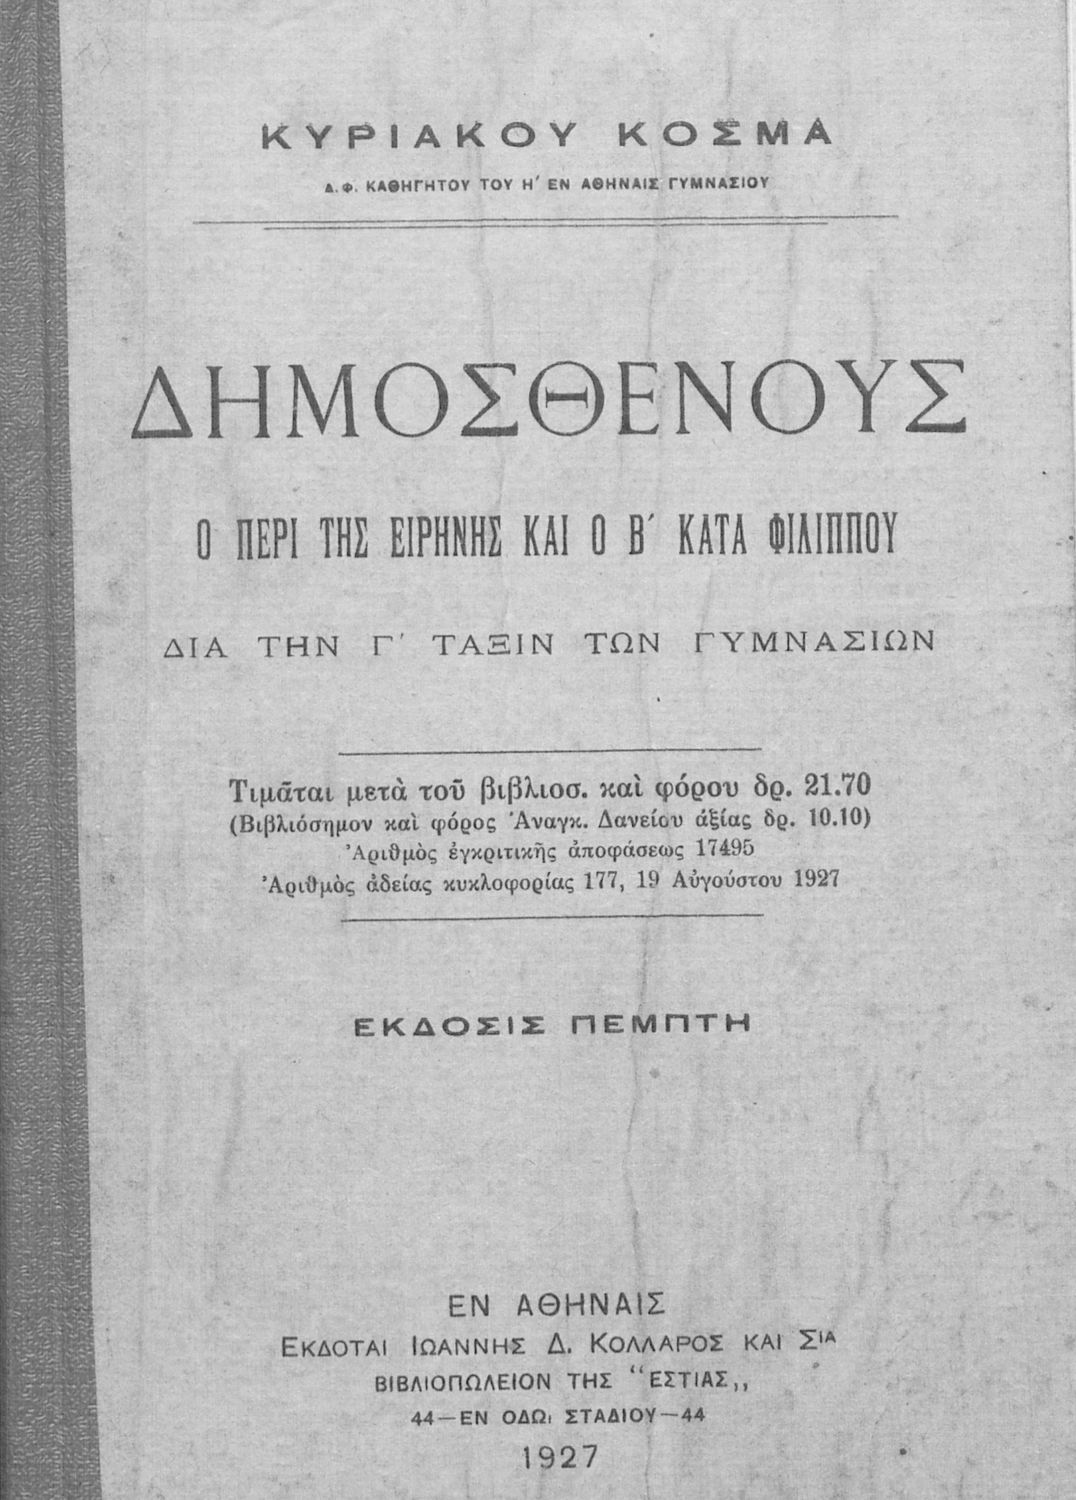 ΚΥΡΙΑΚΟΥ ΚΟΣΜΑ
Δ.Φ. ΚΑΘΗΓΗΤΟΥ ΤΟΥ Η΄ ΕΝ ΑΘΗΝΑΙΣ ΓΥΜΝΑΣΙΟΥ
ΔΗΜΟΣΘΕΝΟΥΣ
Ο ΠΕΡΙ ΤΗΣ ΕΙΡΗΝΗΣ ΚΑΙ Ο Β΄ ΚΑΤΑ ΦΙΛΙΠΠΟΥ
ΔΙΑ ΤΗΝ Γ΄ ΤΑΞΙΝ ΤΩΝ ΓΥΜΝΑΣΙΩΝ
Τιμᾶται μετὰ τοῦ βιβλιοσ. καὶ φόρου δρ. 21.70
(Βιβλιόσημον καὶ φόρος Ἀναγκ. Δανείου ἀξίας δρ. 10.10)
Ἀριθμὸς ἐγκριτικῆς ἀποφάσεως 17495
Ἀριθμὸς ἀδείας κυκλοφορίας 177, 19 Αὐγούστου 1927
ΕΚΔΟΣΙΣ ΠΕΜΠΤΗ
ΕΝ ΑΘΗΝΑΙΣ
ΕΚΔΟΤΑΙ ΙΩΑΝΝΗΣ Δ. ΚΟΛΛΑΡΟΣ ΚΑΙ ΣΙΑ
ΒΙΒΛΙΟΠΩΛΕΙΟΝ ΤΗΣ “ΕΣΤΙΑΣ,,
44—ΕΝ ΟΔΩι ΣΤΑΔΙΟΥ—44
1927